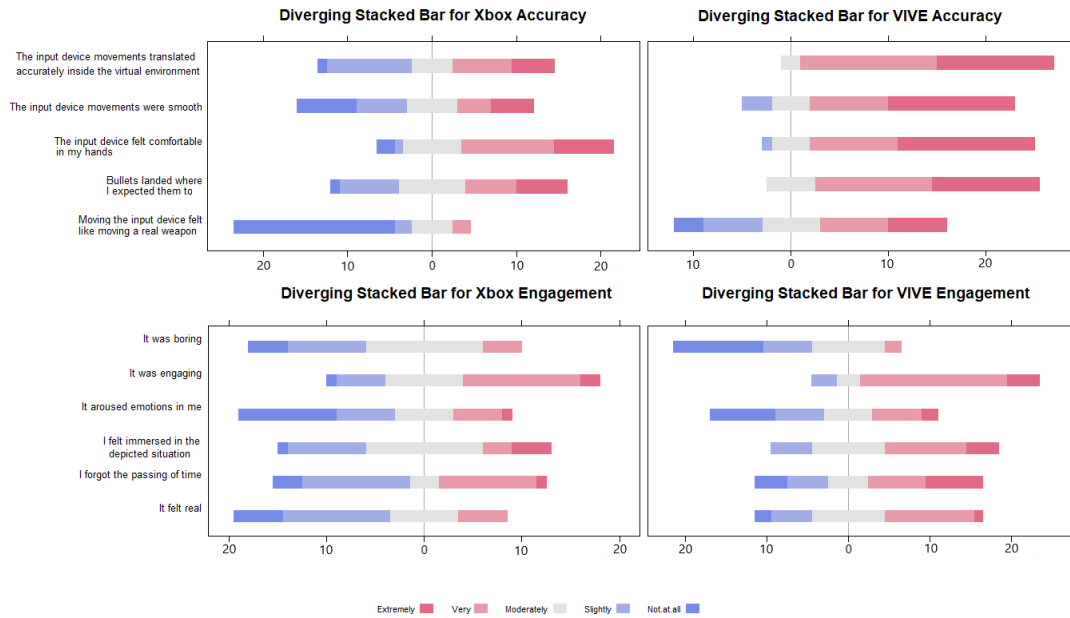 Diverging Stacked Bar for Xbox Accuracy
Diverging Stacked Bar for VIVE Accuracy
The input device movements translated
accurately inside the virtual environment
The input device movements were smooth
The input device felt comfortable
in my hands
Bullets landed where
I expected them to
Moving the input device felt
like moving a real weapon
20 10 0 10 20
10 0 10 20
Diverging Stacked Bar for Xbox Engagement
Diverging Stacked Bar for VIVE Engagement
It was boring
It was engaging
It aroused emotions in me
I felt immersed in the
depicted situation
I forgot the passing of time
It felt real
20 10 0 10 20
20 10 0 10 20
Extremely Very Moderately Slightly Not.at.all